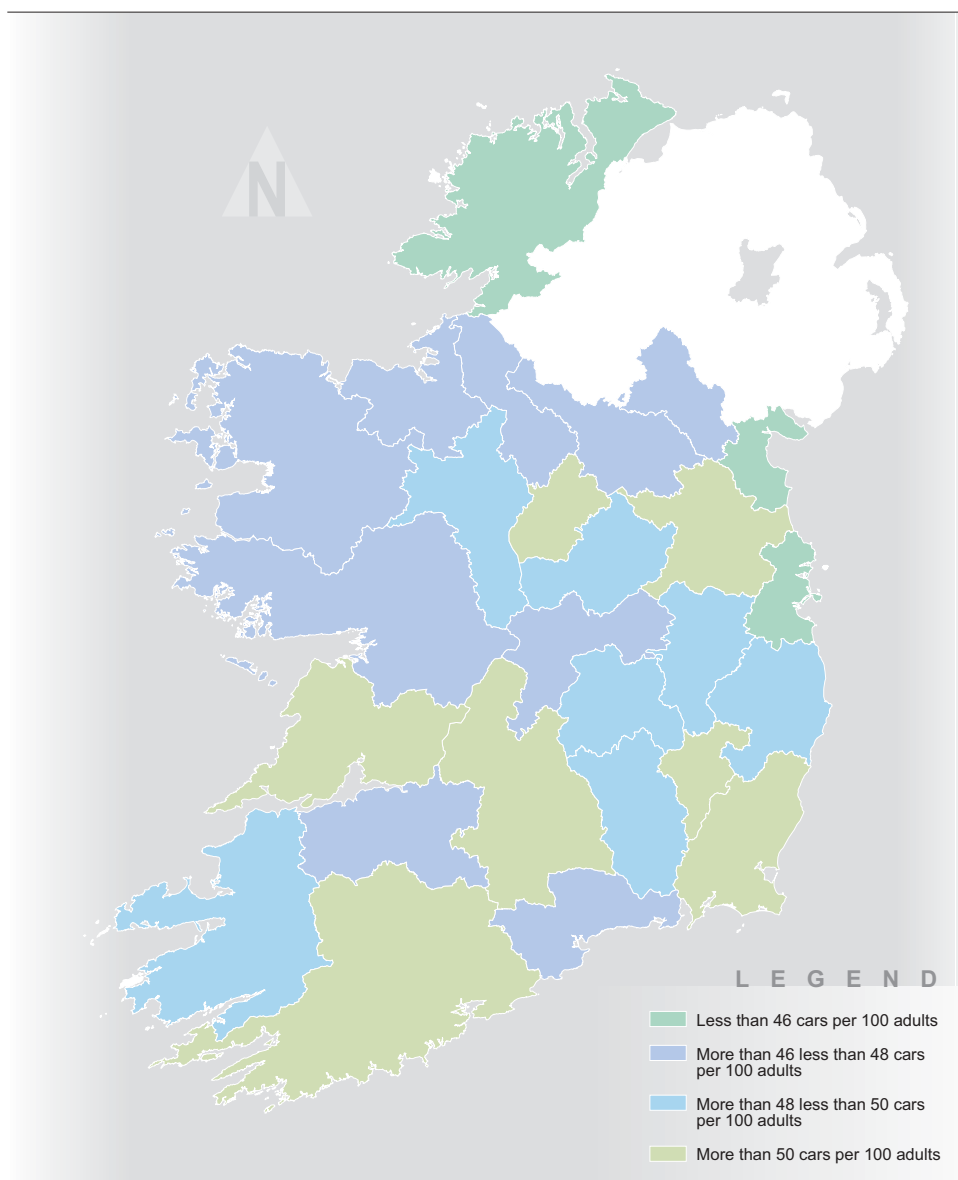 N
LEGEND
Less than 46 cars per 100 adults
More than 46 less than 48 cars
per 100 adults
More than 48 less than 50 cars
per 100 adults
More than 50 cars per 100 adults